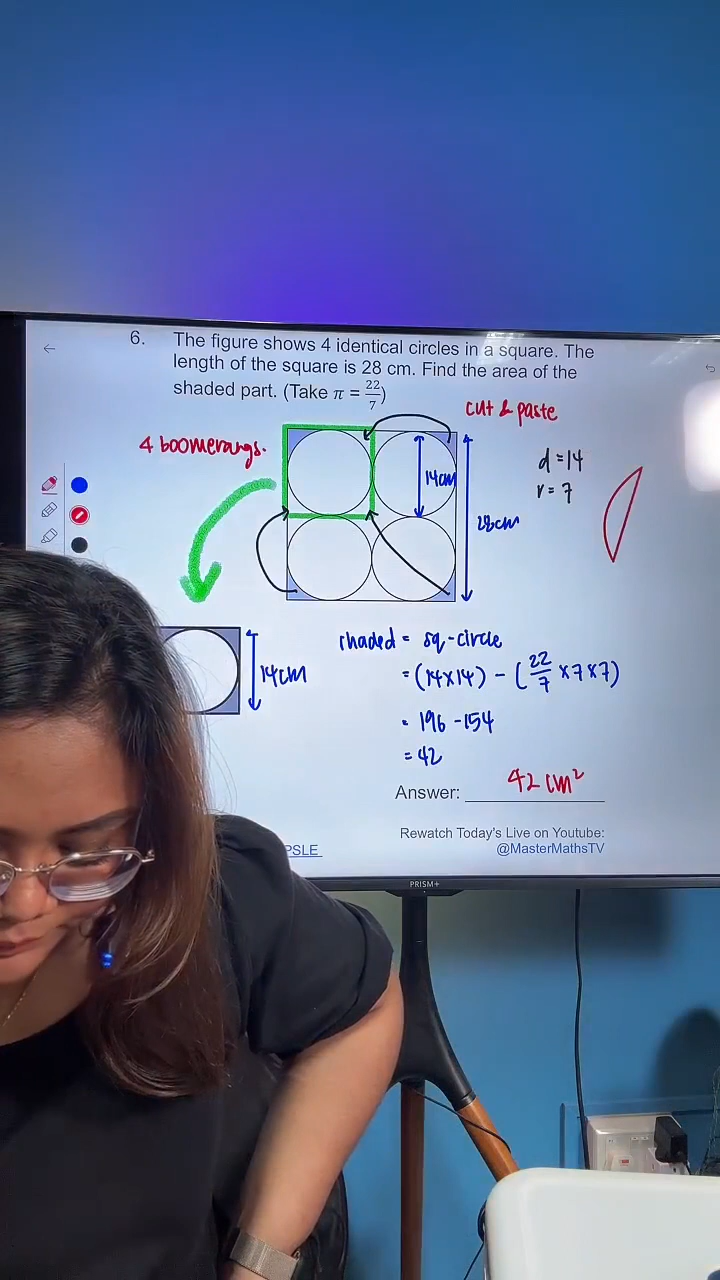 6. The figure shows 4 identical circles in a square. The
length of the square is 28 cm. Find the area of the
shaded part. (Take π = 22/7)
cut & paste
4 boomerangs.
d = 14
r = 7
14cm
28cm
14cm
shaded = sq - circle
= (14x14) - (22/7 x 7 x 7)
= 196 - 154
= 42
Answer: 42 cm²
PSLE
Rewatch Today's Live on Youtube:
@MasterMathsTV
PRISM+